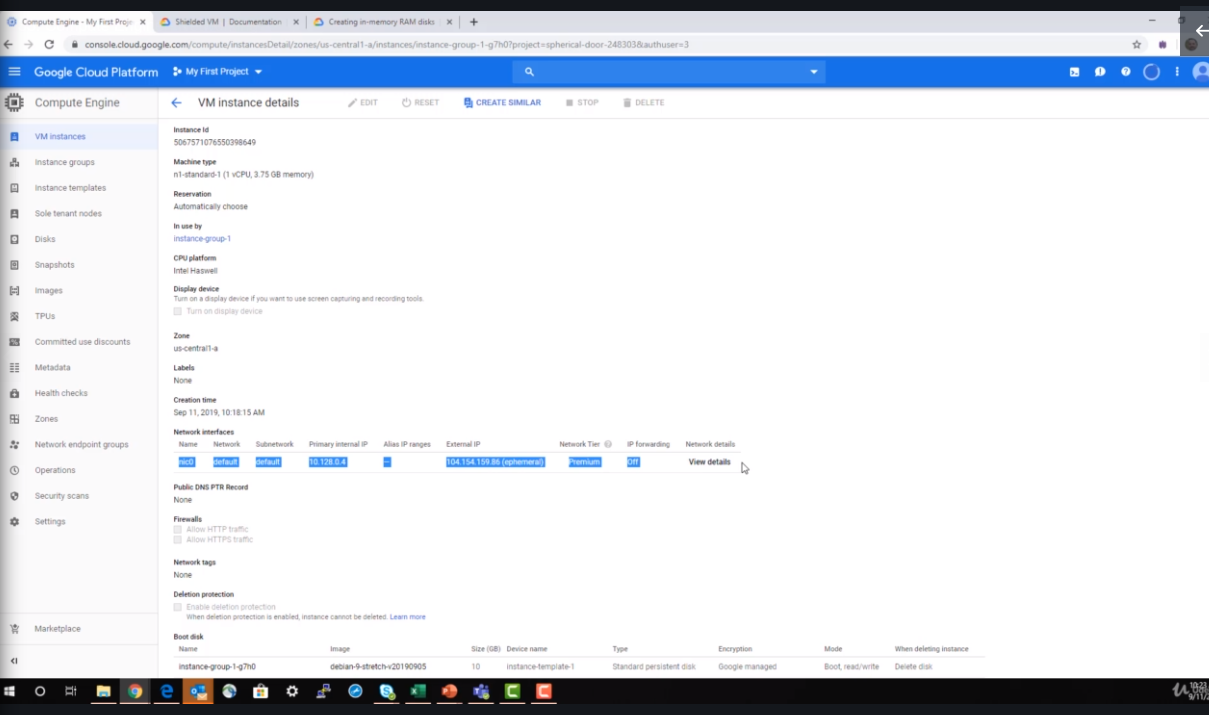 Compute Engine - My First Proje
Shielded VM | Documentation
Creating in-memory RAM disks
console.cloud.google.com/compute/instancesDetail/zones/us-central1-a/instances/instance-group-1-g7h0?project=spherical-door-248303&authuser=3
Google Cloud Platform
My First Project
Compute Engine
VM instance details
EDIT
RESET
CREATE SIMILAR
STOP
DELETE
VM instances
Instance groups
Instance templates
Sole tenant nodes
Disks
Snapshots
Images
TPUs
Committed use discounts
Metadata
Health checks
Zones
Network endpoint groups
Operations
Security scans
Settings
Marketplace
Instance Id
5067571076550398649
Machine type
n1-standard-1 (1 vCPU, 3.75 GB memory)
Reservation
Automatically choose
In use by
instance-group-1
CPU platform
Intel Haswell
Display device
Turn on a display device if you want to use screen capturing and recording tools.
Turn on display device
Zone
us-central1-a
Labels
None
Creation time
Sep 11, 2019, 10:18:15 AM
Network interfaces
Name Network Subnetwork Primary internal IP Alias IP ranges External IP Network Tier IP forwarding Network details
nic0 default default 10.128.0.4 — 104.154.159.86 (ephemeral) Premium Off View details
Public DNS PTR Record
None
Firewalls
Allow HTTP traffic
Allow HTTPS traffic
Network tags
None
Deletion protection
Enable deletion protection
When deletion protection is enabled, instance cannot be deleted. Learn more
Boot disk
Name Image Size (GB) Device name Type Encryption Mode When deleting instance
instance-group-1-g7h0 debian-9-stretch-v20190905 10 instance-template-1 Standard persistent disk Google managed Boot, read/write Delete disk